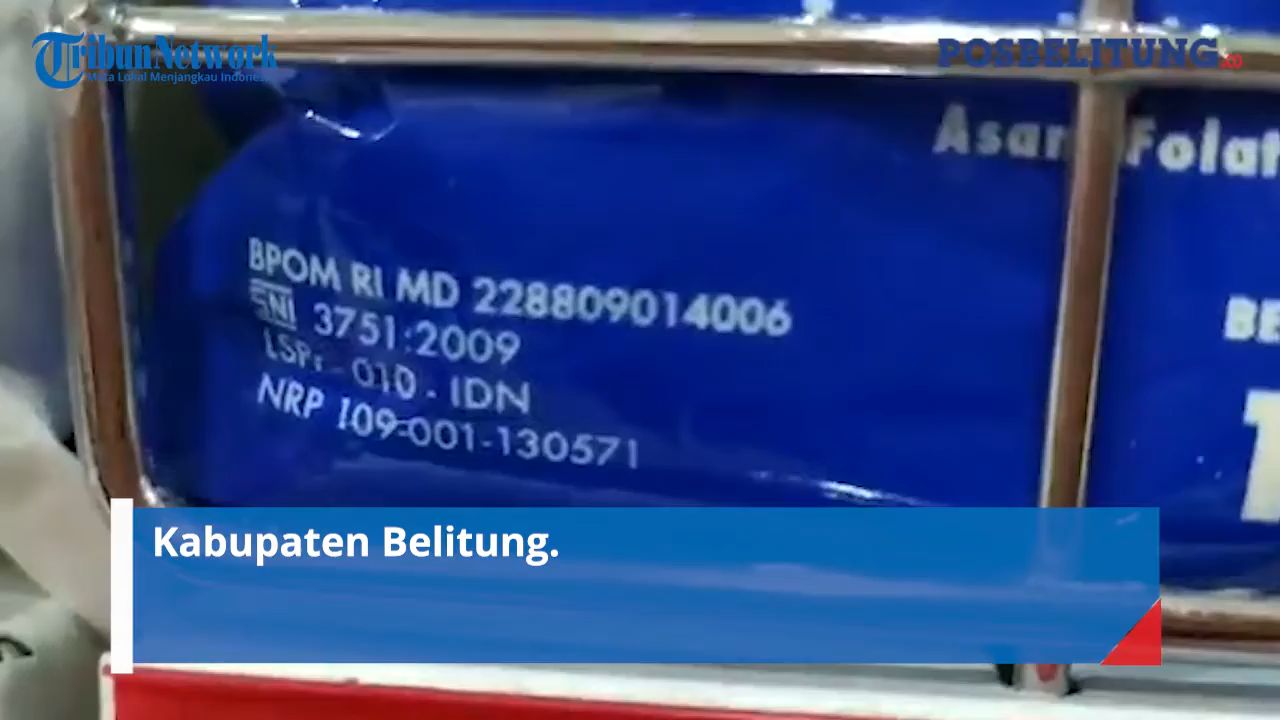 TribunNetwork
Mata Lokal Menjangkau Indonesia
POSBELITUNG.CO
Asam Folat
BPOM RI MD 228809014006
SNI 3751:2009
LSPr - 010 - IDN
NRP 109-001-130571
BE
Kabupaten Belitung.